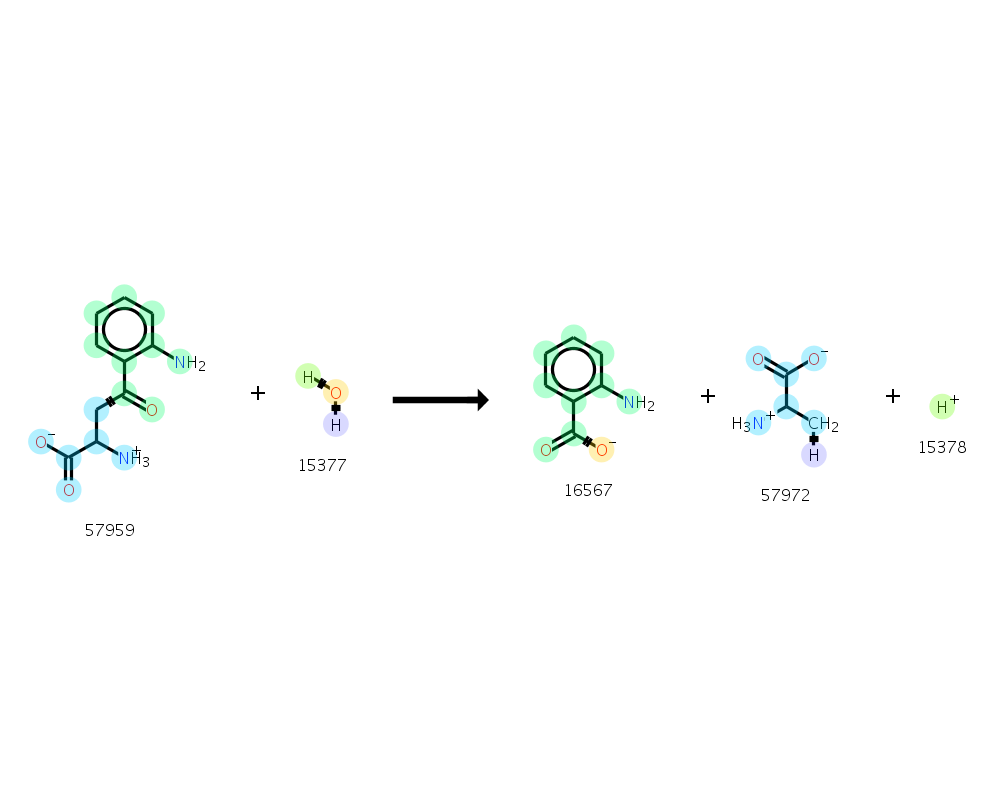 NH2
O
O−
NH3+
O
57959
+
H
O
H
15377
NH2
O
O−
16567
+
O
O−
H3N+
CH2
H
57972
+
H+
15378